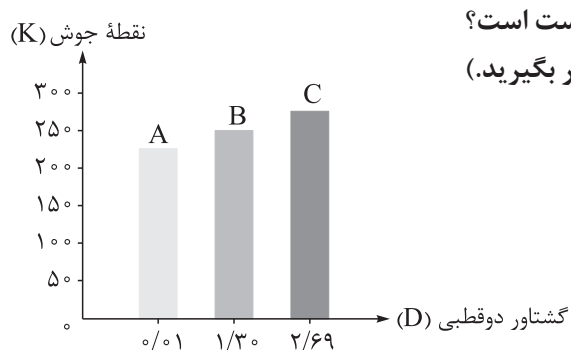 ست است؟
ر بگیرید.)
نقطهٔ جوش (K)
۳۰۰
۲۵۰
۲۰۰
۱۵۰
۱۰۰
۵۰
۰
A
B
C
۰/۰۱
۱/۳۰
۲/۶۹
گشتاور دوقطبی (D)